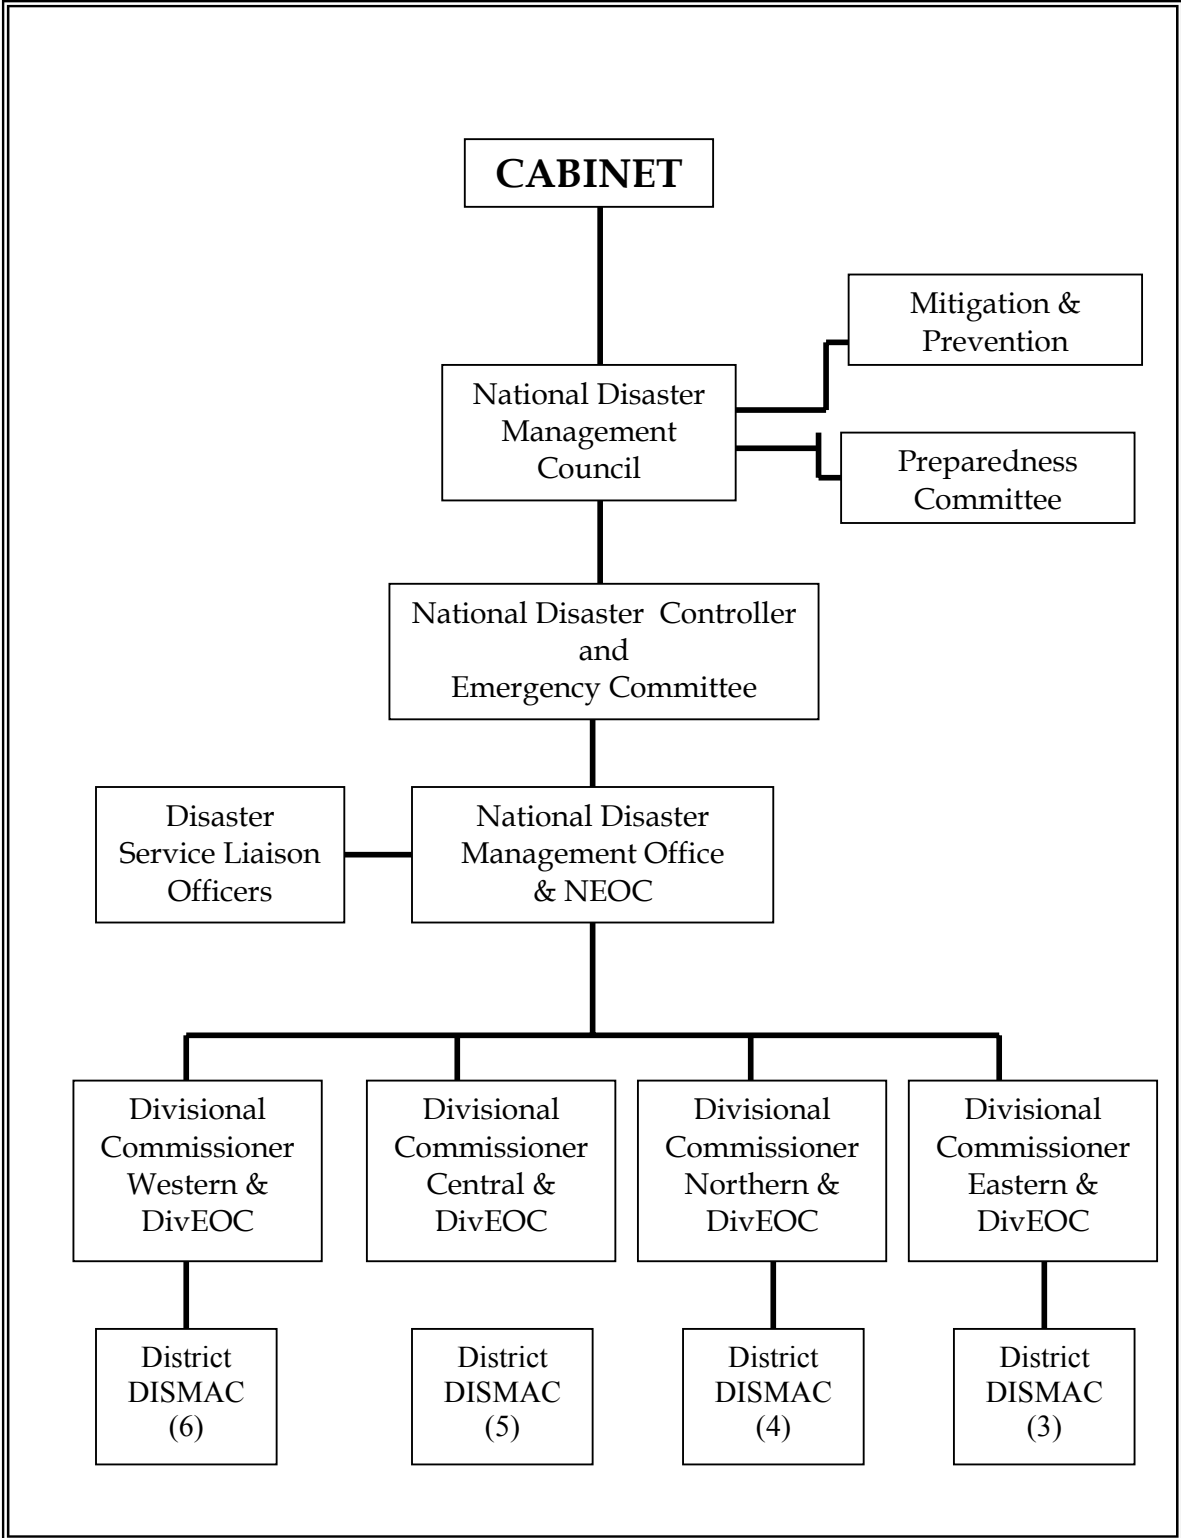 CABINET
Mitigation &
Prevention
National Disaster
Management
Council
Preparedness
Committee
National Disaster Controller
and
Emergency Committee
Disaster
Service Liaison
Officers
National Disaster
Management Office
& NEOC
Divisional
Commissioner
Western &
DivEOC
Divisional
Commissioner
Central &
DivEOC
Divisional
Commissioner
Northern &
DivEOC
Divisional
Commissioner
Eastern &
DivEOC
District
DISMAC
(6)
District
DISMAC
(5)
District
DISMAC
(4)
District
DISMAC
(3)